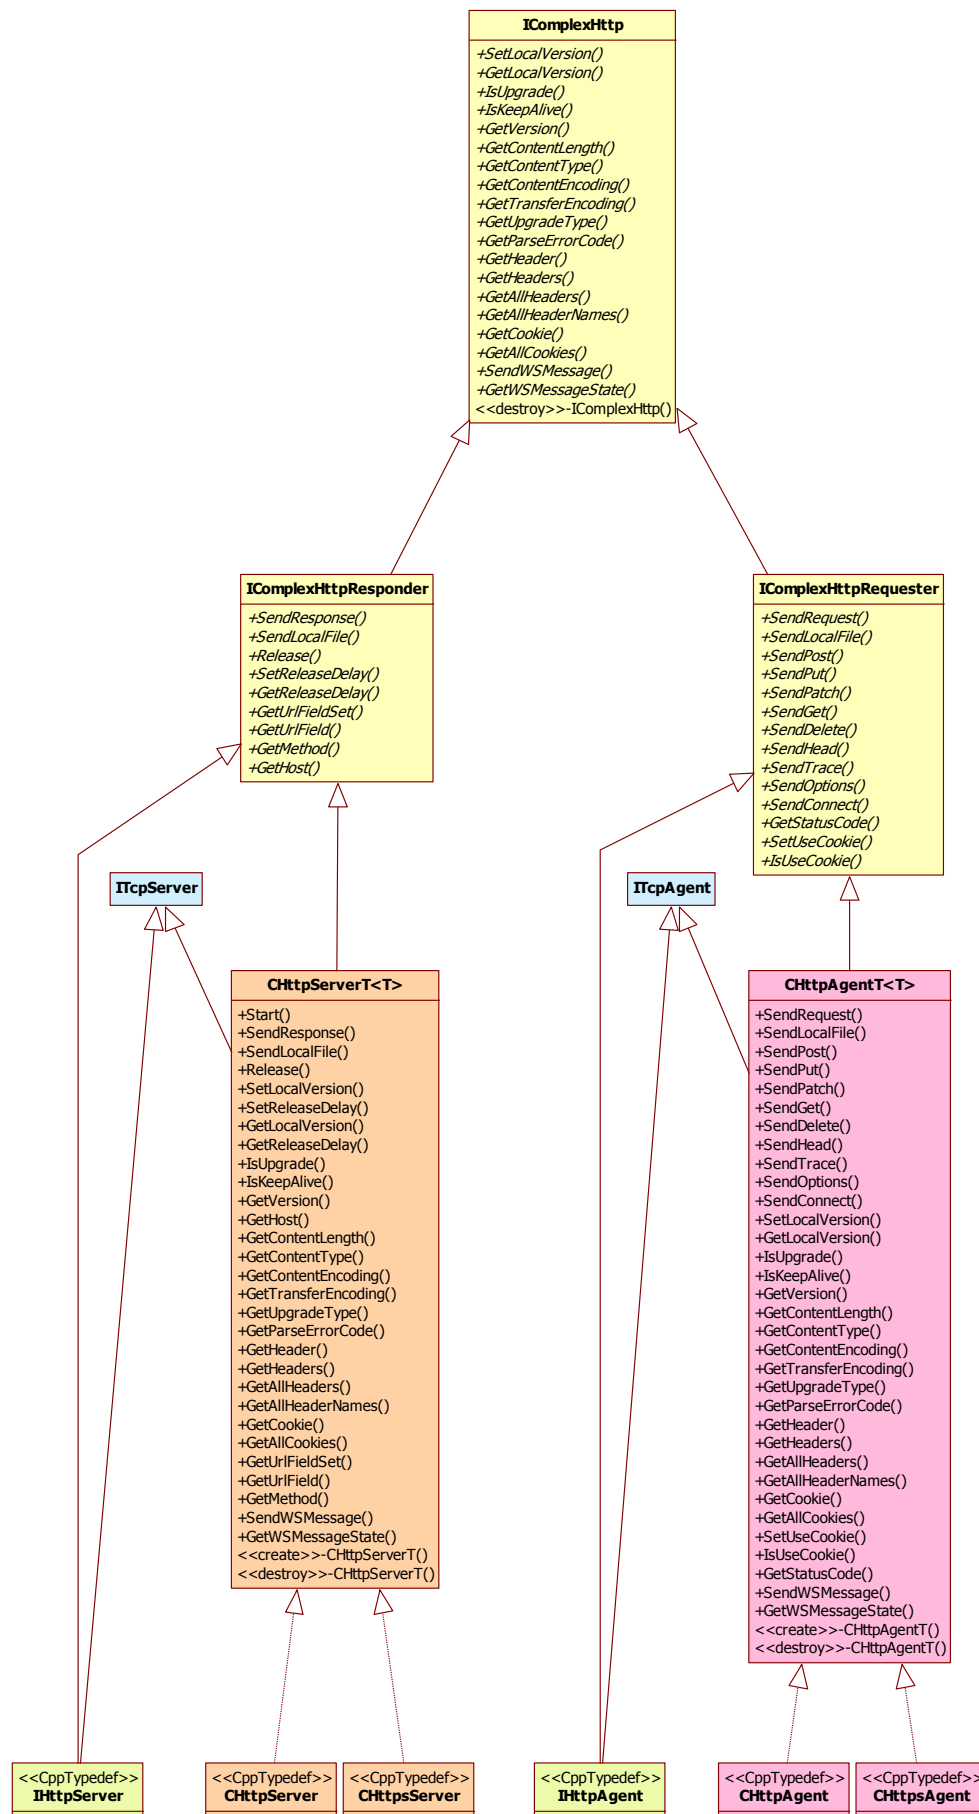 IComplexHttp
+SetLocalVersion()
+GetLocalVersion()
+IsUpgrade()
+IsKeepAlive()
+GetVersion()
+GetContentLength()
+GetContentType()
+GetContentEncoding()
+GetTransferEncoding()
+GetUpgradeType()
+GetParseErrorCode()
+GetHeader()
+GetHeaders()
+GetAllHeaders()
+GetAllHeaderNames()
+GetCookie()
+GetAllCookies()
+SendWSMessage()
+GetWSMessageState()
<<destroy>>-IComplexHttp()
IComplexHttpResponder
+SendResponse()
+SendLocalFile()
+Release()
+SetReleaseDelay()
+GetReleaseDelay()
+GetUrlFieldSet()
+GetUrlField()
+GetMethod()
+GetHost()
IComplexHttpRequester
+SendRequest()
+SendLocalFile()
+SendPost()
+SendPut()
+SendPatch()
+SendGet()
+SendDelete()
+SendHead()
+SendTrace()
+SendOptions()
+SendConnect()
+GetStatusCode()
+SetUseCookie()
+IsUseCookie()
ITcpServer
ITcpAgent
CHttpServerT<T>
+Start()
+SendResponse()
+SendLocalFile()
+Release()
+SetLocalVersion()
+SetReleaseDelay()
+GetLocalVersion()
+GetReleaseDelay()
+IsUpgrade()
+IsKeepAlive()
+GetVersion()
+GetHost()
+GetContentLength()
+GetContentType()
+GetContentEncoding()
+GetTransferEncoding()
+GetUpgradeType()
+GetParseErrorCode()
+GetHeader()
+GetHeaders()
+GetAllHeaders()
+GetAllHeaderNames()
+GetCookie()
+GetAllCookies()
+GetUrlFieldSet()
+GetUrlField()
+GetMethod()
+SendWSMessage()
+GetWSMessageState()
<<create>>-CHttpServerT()
<<destroy>>-CHttpServerT()
CHttpAgentT<T>
+SendRequest()
+SendLocalFile()
+SendPost()
+SendPut()
+SendPatch()
+SendGet()
+SendDelete()
+SendHead()
+SendTrace()
+SendOptions()
+SendConnect()
+SetLocalVersion()
+GetLocalVersion()
+IsUpgrade()
+IsKeepAlive()
+GetVersion()
+GetContentLength()
+GetContentType()
+GetContentEncoding()
+GetTransferEncoding()
+GetUpgradeType()
+GetParseErrorCode()
+GetHeader()
+GetHeaders()
+GetAllHeaders()
+GetAllHeaderNames()
+GetCookie()
+GetAllCookies()
+SetUseCookie()
+IsUseCookie()
+GetStatusCode()
+SendWSMessage()
+GetWSMessageState()
<<create>>-CHttpAgentT()
<<destroy>>-CHttpAgentT()
<<CppTypedef>>
IHttpServer
<<CppTypedef>>
CHttpServer
<<CppTypedef>>
CHttpsServer
<<CppTypedef>>
IHttpAgent
<<CppTypedef>>
CHttpAgent
<<CppTypedef>>
CHttpsAgent